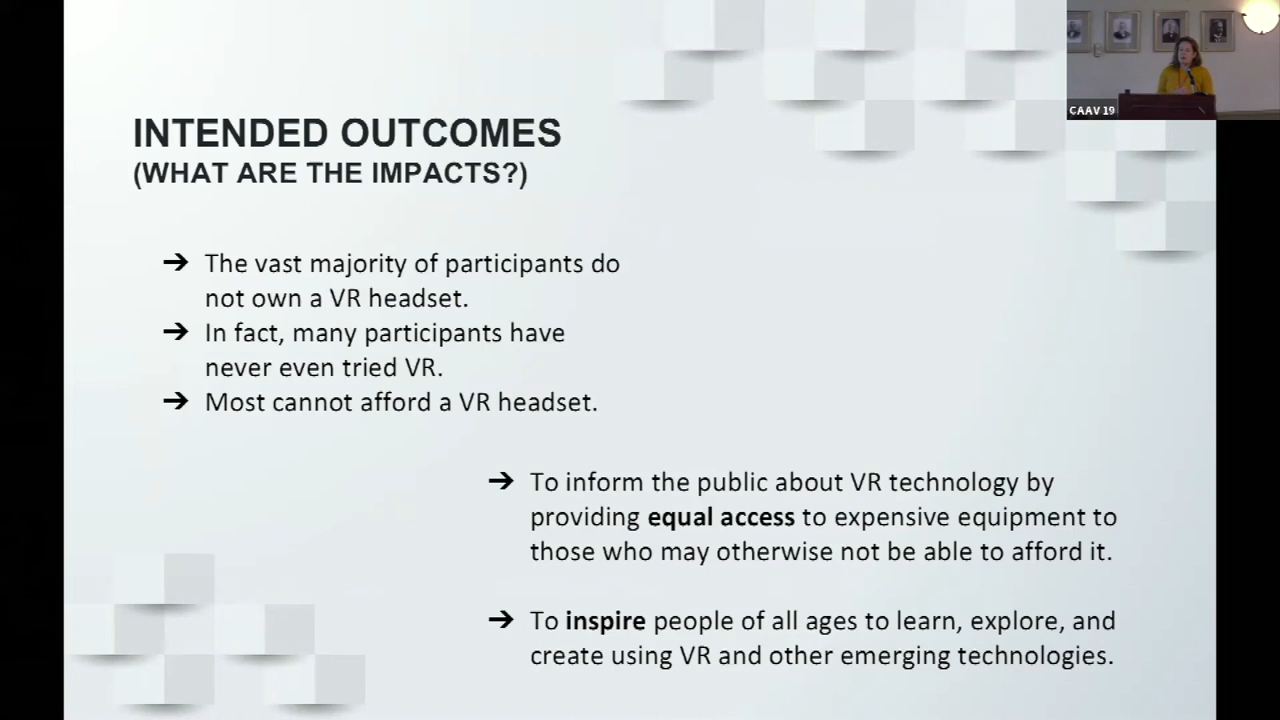 CAAV 19
INTENDED OUTCOMES
(WHAT ARE THE IMPACTS?)
➔ The vast majority of participants do
not own a VR headset.
➔ In fact, many participants have
never even tried VR.
➔ Most cannot afford a VR headset.
➔ To inform the public about VR technology by
providing equal access to expensive equipment to
those who may otherwise not be able to afford it.
➔ To inspire people of all ages to learn, explore, and
create using VR and other emerging technologies.